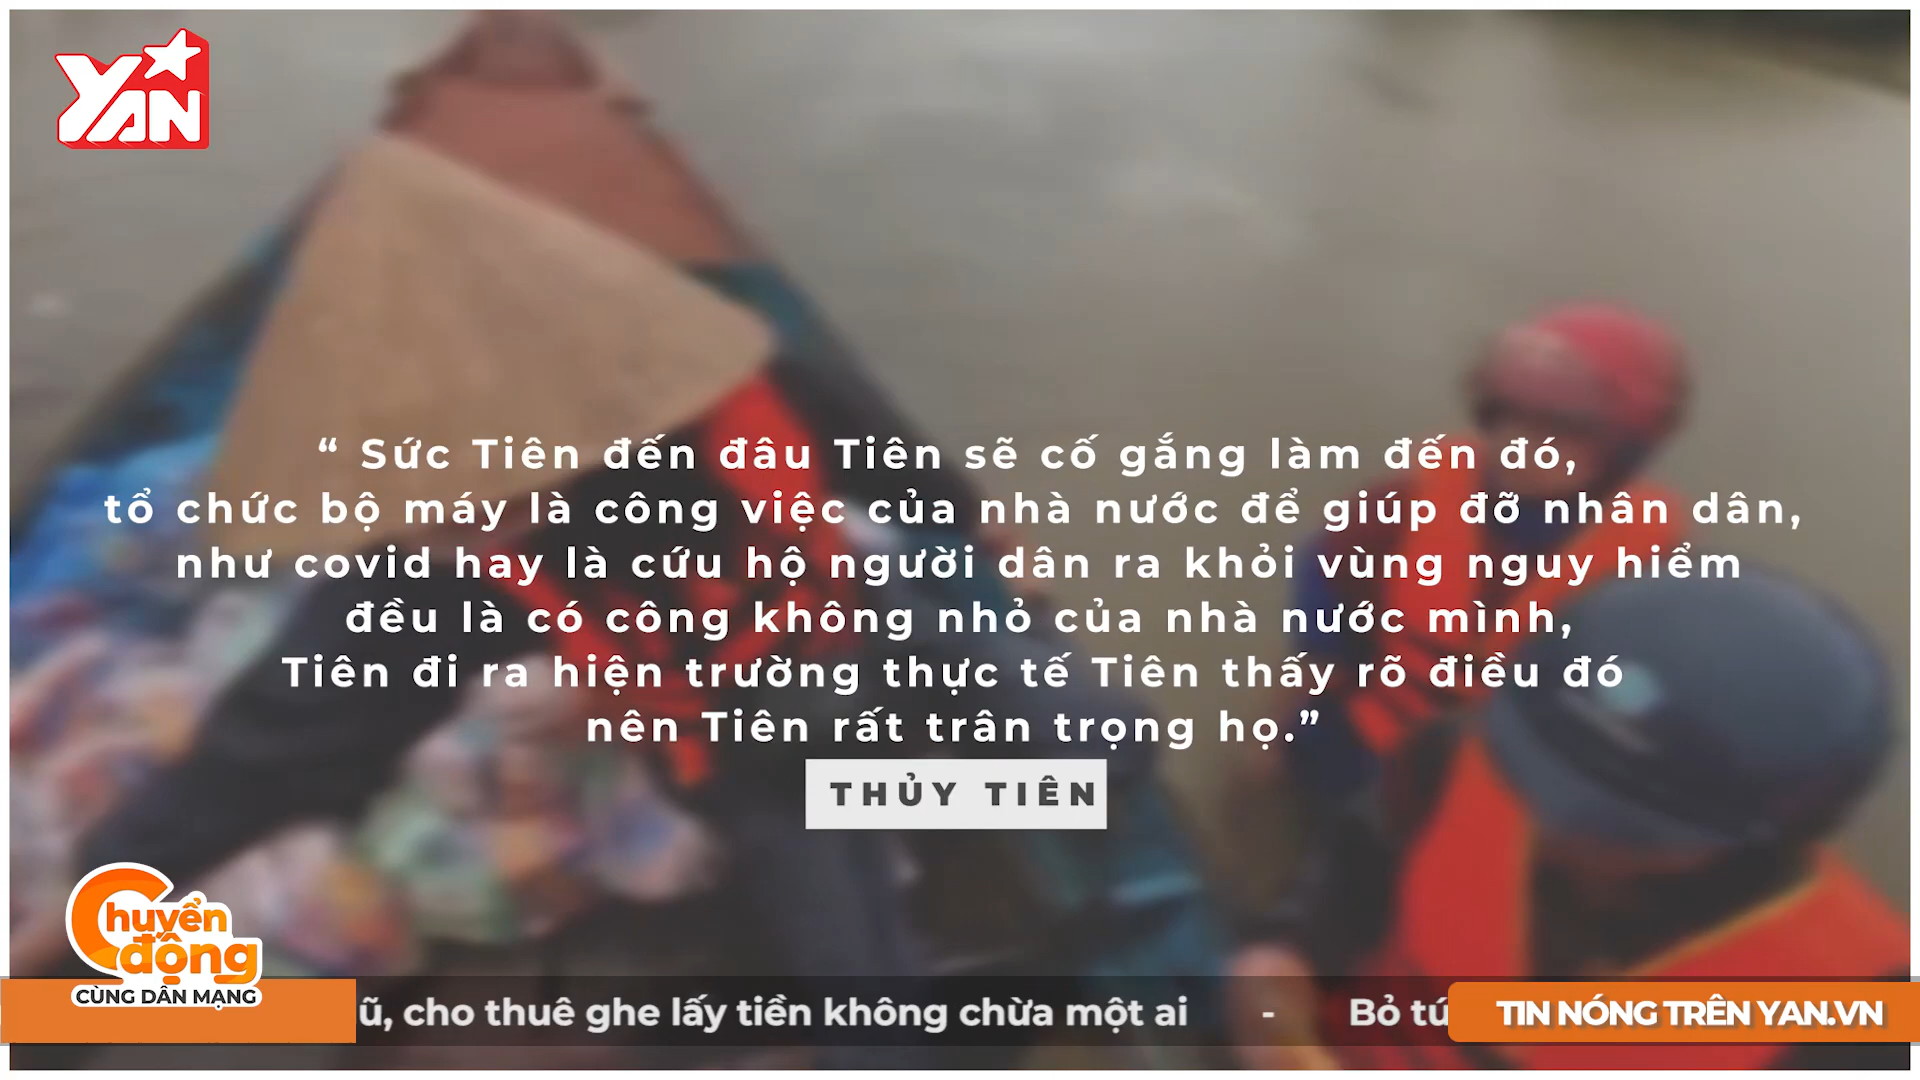 YAN
“ Sức Tiên đến đâu Tiên sẽ cố gắng làm đến đó,
tổ chức bộ máy là công việc của nhà nước để giúp đỡ nhân dân,
như covid hay là cứu hộ người dân ra khỏi vùng nguy hiểm
đều là có công không nhỏ của nhà nước mình,
Tiên đi ra hiện trường thực tế Tiên thấy rõ điều đó
nên Tiên rất trân trọng họ.”
THỦY TIÊN
Chuyển
động
CÙNG DÂN MẠNG
ũ, cho thuê ghe lấy tiền không chừa một ai - Bỏ tú
TIN NÓNG TRÊN YAN.VN